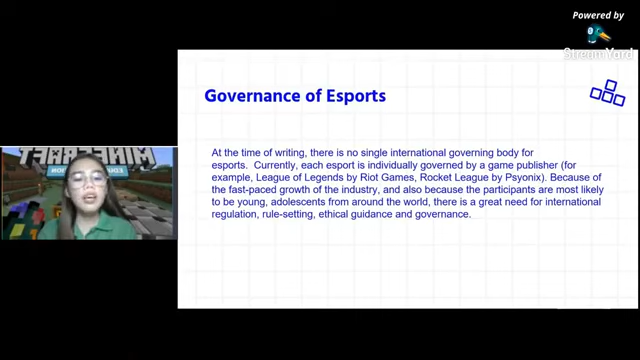 Powered by
StreamYard
Governance of Esports
At the time of writing, there is no single international governing body for
esports.  Currently, each esport is individually governed by a game publisher (for
example, League of Legends by Riot Games, Rocket League by Psyonix). Because of
the fast-paced growth of the industry, and also because the participants are most likely
to be young, adolescents from around the world, there is a great need for international
regulation, rule-setting, ethical guidance and governance.
MINECRAFT